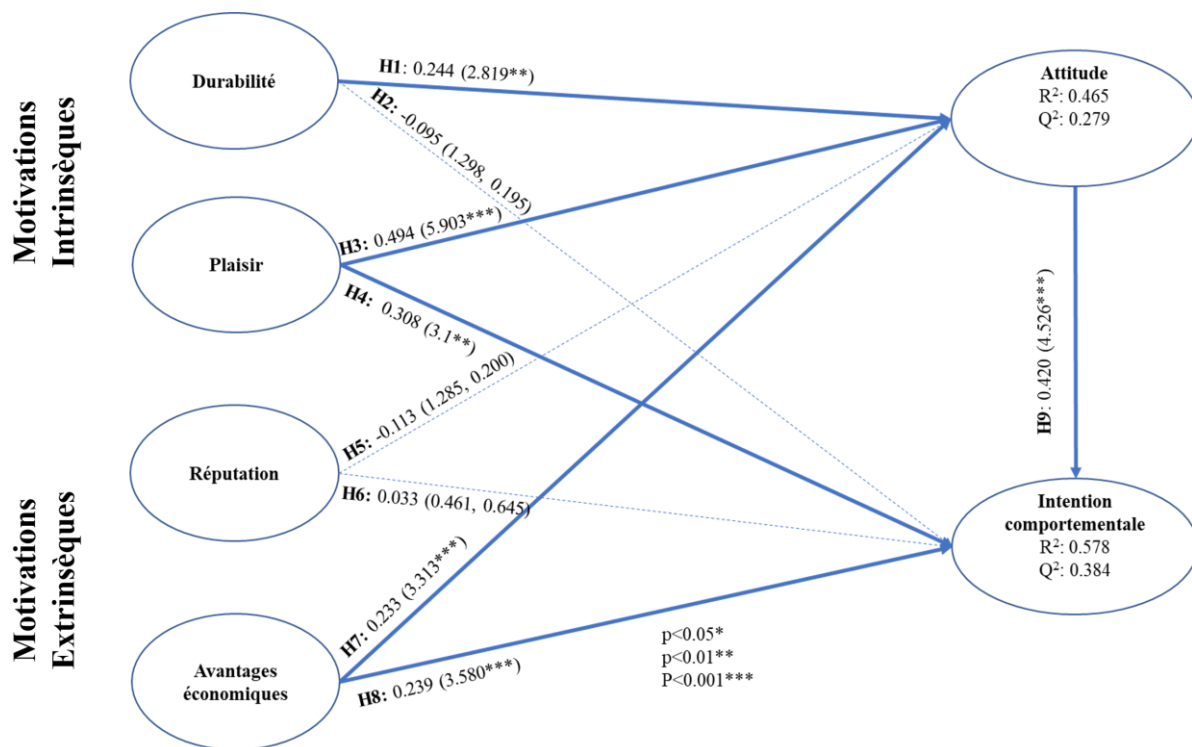 Motivations
Intrinsèques
Durabilité
H1: 0.244 (2.819**)
H2: -0.095 (1.298, 0.195)
Attitude
R²: 0.465
Q²: 0.279
Plaisir
H3: 0.494 (5.903***)
H4: 0.308 (3.1**)
H9: 0.420 (4.526***)
Motivations
Extrinsèques
Réputation
H5: -0.113 (1.285, 0.200)
H6: 0.033 (0.461, 0.645)
Intention
comportementale
R²: 0.578
Q²: 0.384
Avantages
économiques
H7: 0.233 (3.313***)
H8: 0.239 (3.580***)
p<0.05*
p<0.01**
P<0.001***